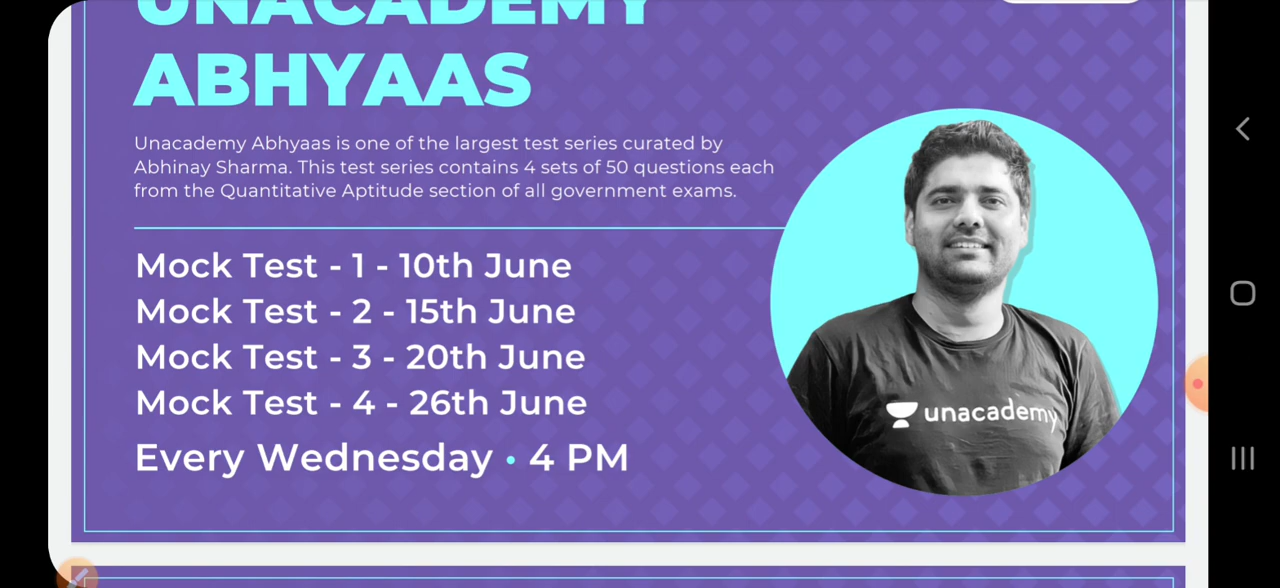 UNACADEMY
ABHYAAS
Unacademy Abhyaas is one of the largest test series curated by
Abhinay Sharma. This test series contains 4 sets of 50 questions each
from the Quantitative Aptitude section of all government exams.
Mock Test - 1 - 10th June
Mock Test - 2 - 15th June
Mock Test - 3 - 20th June
Mock Test - 4 - 26th June
Every Wednesday • 4 PM
unacademy